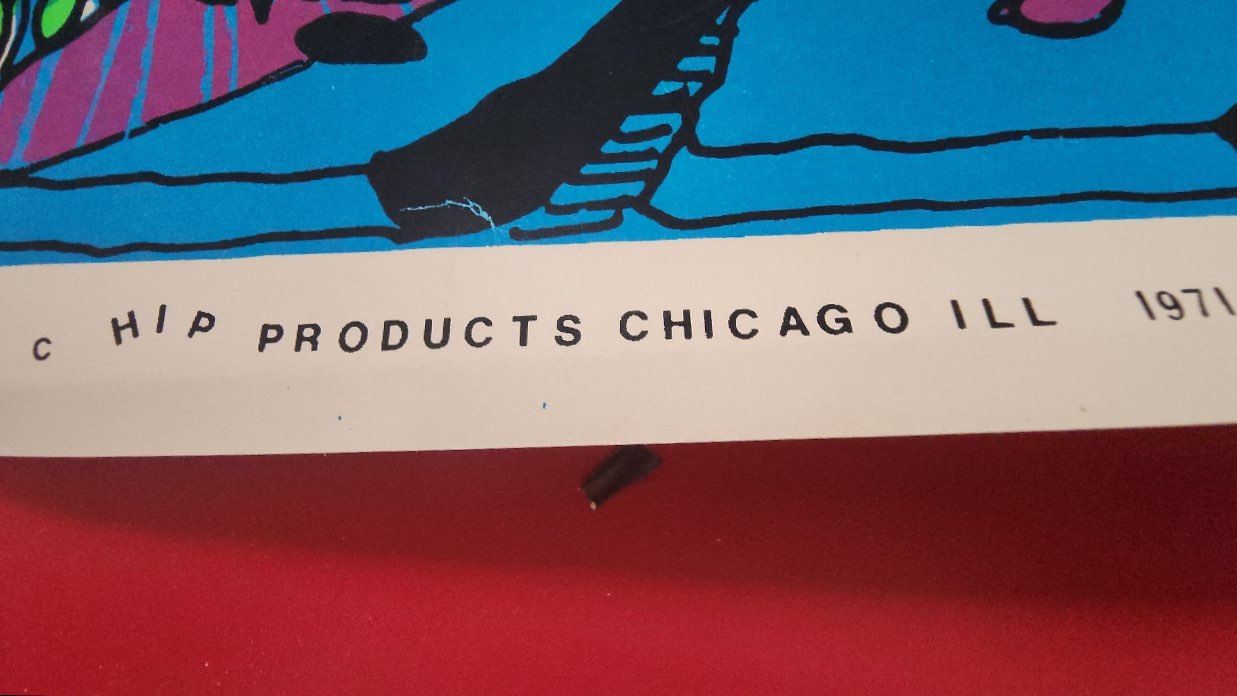 C HIP PRODUCTS CHICAGO ILL 1971